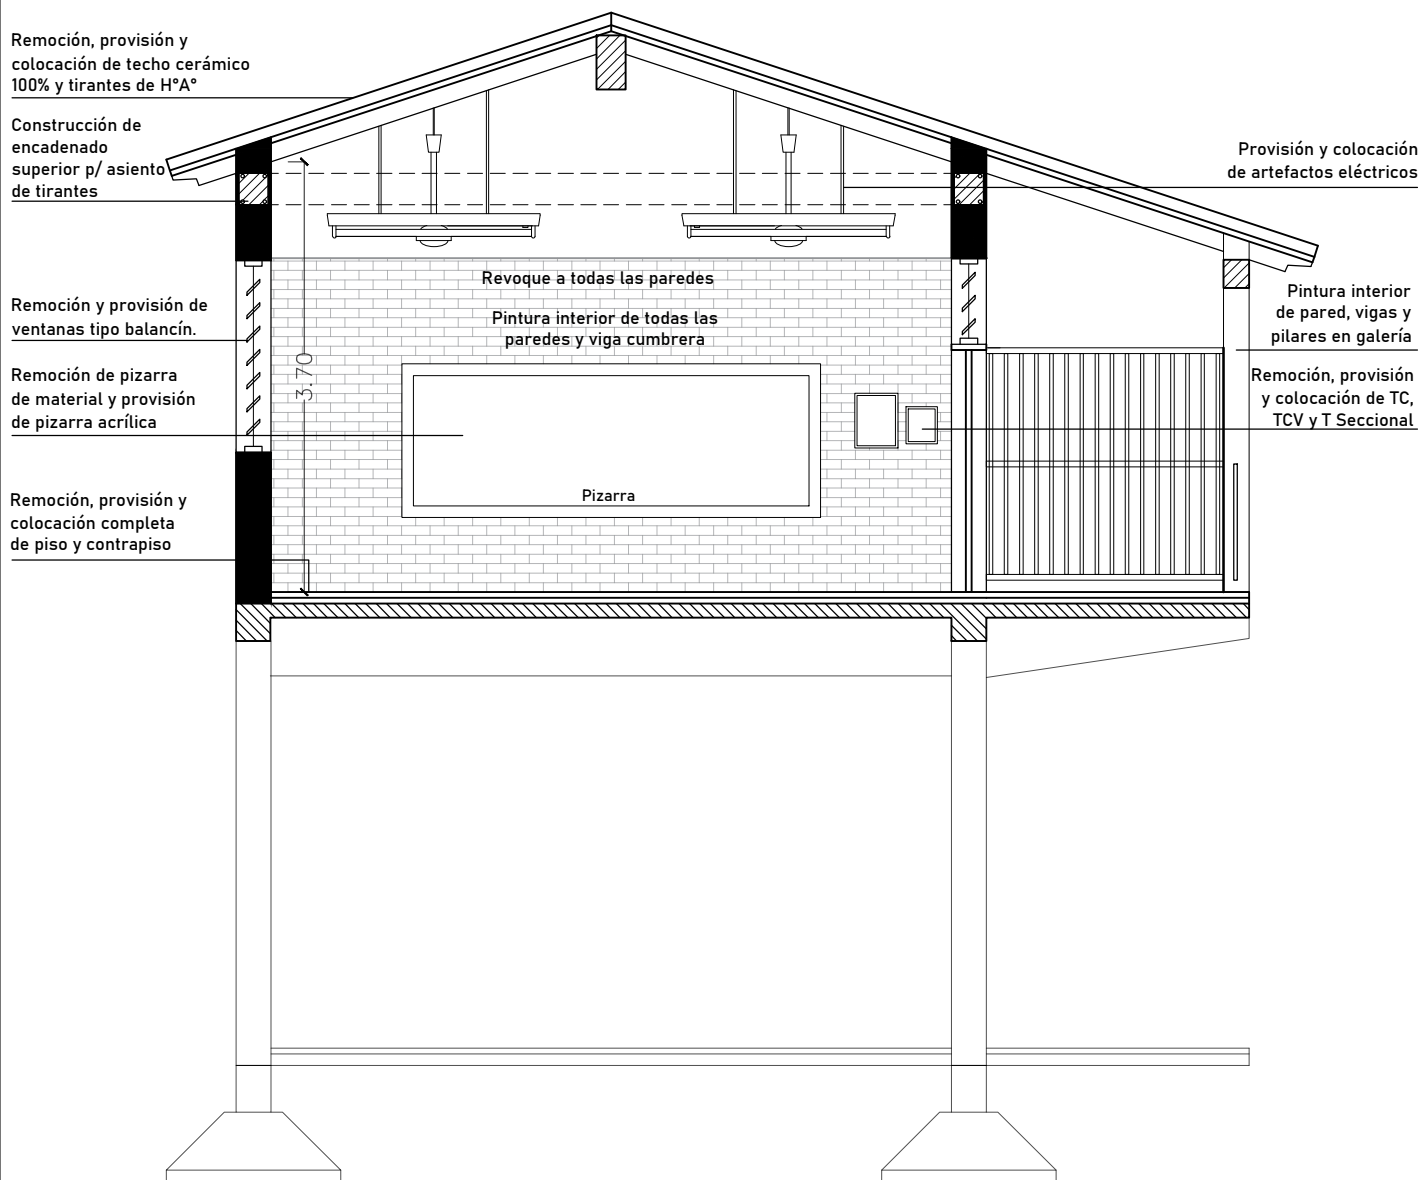 Remoción, provisión y
colocación de techo cerámico
100% y tirantes de H°A°
Construcción de
encadenado
superior p/ asiento
de tirantes
Remoción y provisión de
ventanas tipo balancín.
Remoción de pizarra
de material y provisión
de pizarra acrílica
Remoción, provisión y
colocación completa
de piso y contrapiso
3.70
Revoque a todas las paredes
Pintura interior de todas las
paredes y viga cumbrera
Pizarra
Provisión y colocación
de artefactos eléctricos
Pintura interior
de pared, vigas y
pilares en galería
Remoción, provisión
y colocación de TC,
TCV y T Seccional